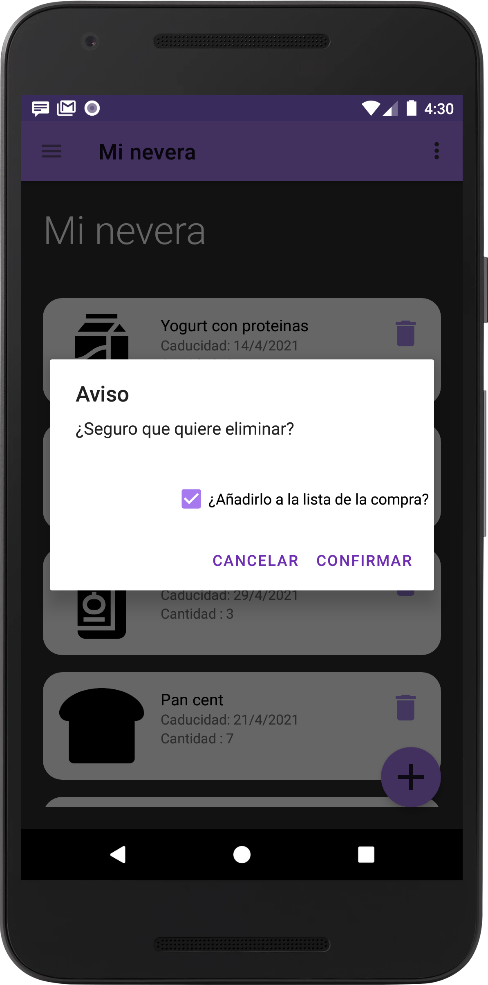 4:30
Mi nevera
Mi nevera
Yogurt con proteinas
Caducidad: 14/4/2021
Aviso
¿Seguro que quiere eliminar?
¿Añadirlo a la lista de la compra?
CANCELAR CONFIRMAR
Caducidad: 29/4/2021
Cantidad : 3
Pan cent
Caducidad: 21/4/2021
Cantidad : 7